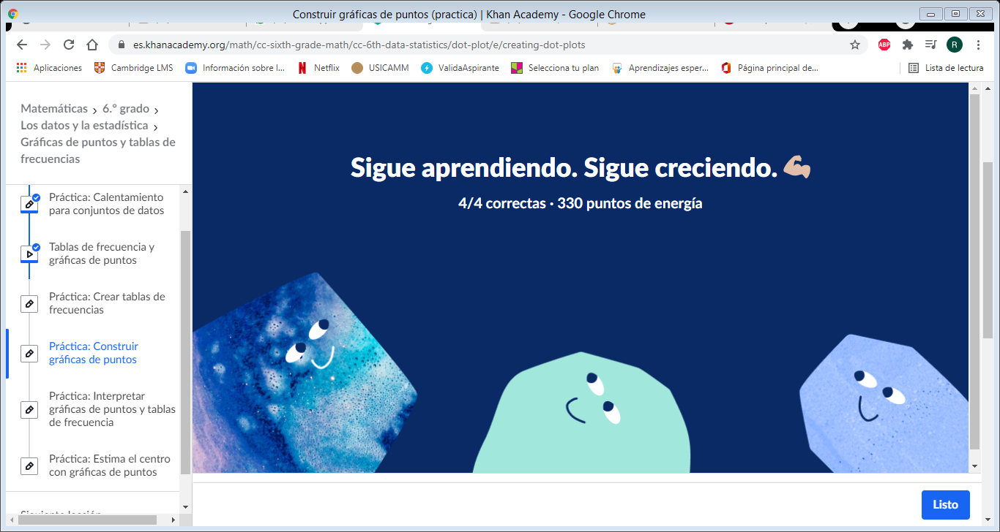 Construir gráficas de puntos (practica) | Khan Academy - Google Chrome
es.khanacademy.org/math/cc-sixth-grade-math/cc-6th-data-statistics/dot-plot/e/creating-dot-plots
ABP
R
Aplicaciones
Cambridge LMS
Información sobre l...
Netflix
USICAMM
ValidaAspirante
Selecciona tu plan
Aprendizajes esper...
Página principal de...
Lista de lectura
Matemáticas > 6.º grado >
Los datos y la estadística >
Gráficas de puntos y tablas de
frecuencias
Práctica: Calentamiento
para conjuntos de datos
Tablas de frecuencia y
gráficas de puntos
Práctica: Crear tablas de
frecuencias
Práctica: Construir
gráficas de puntos
Práctica: Interpretar
gráficas de puntos y tablas
de frecuencia
Práctica: Estima el centro
con gráficas de puntos
Siguiente lección
Sigue aprendiendo. Sigue creciendo. 💪🏼
4/4 correctas · 330 puntos de energía
Listo